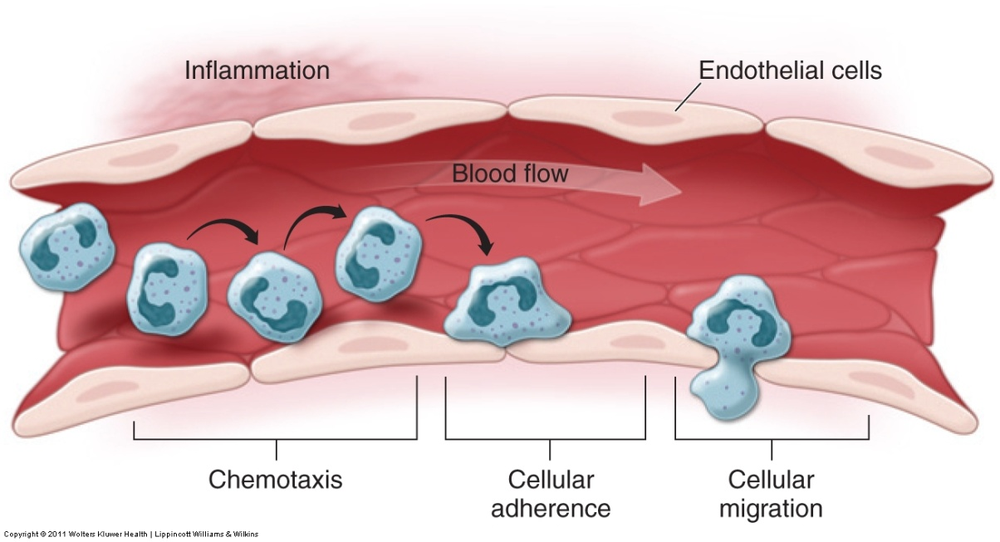 Inflammation
Endothelial cells
Blood flow
Chemotaxis
Cellular
adherence
Cellular
migration
Copyright © 2011 Wolters Kluwer Health | Lippincott Williams & Wilkins